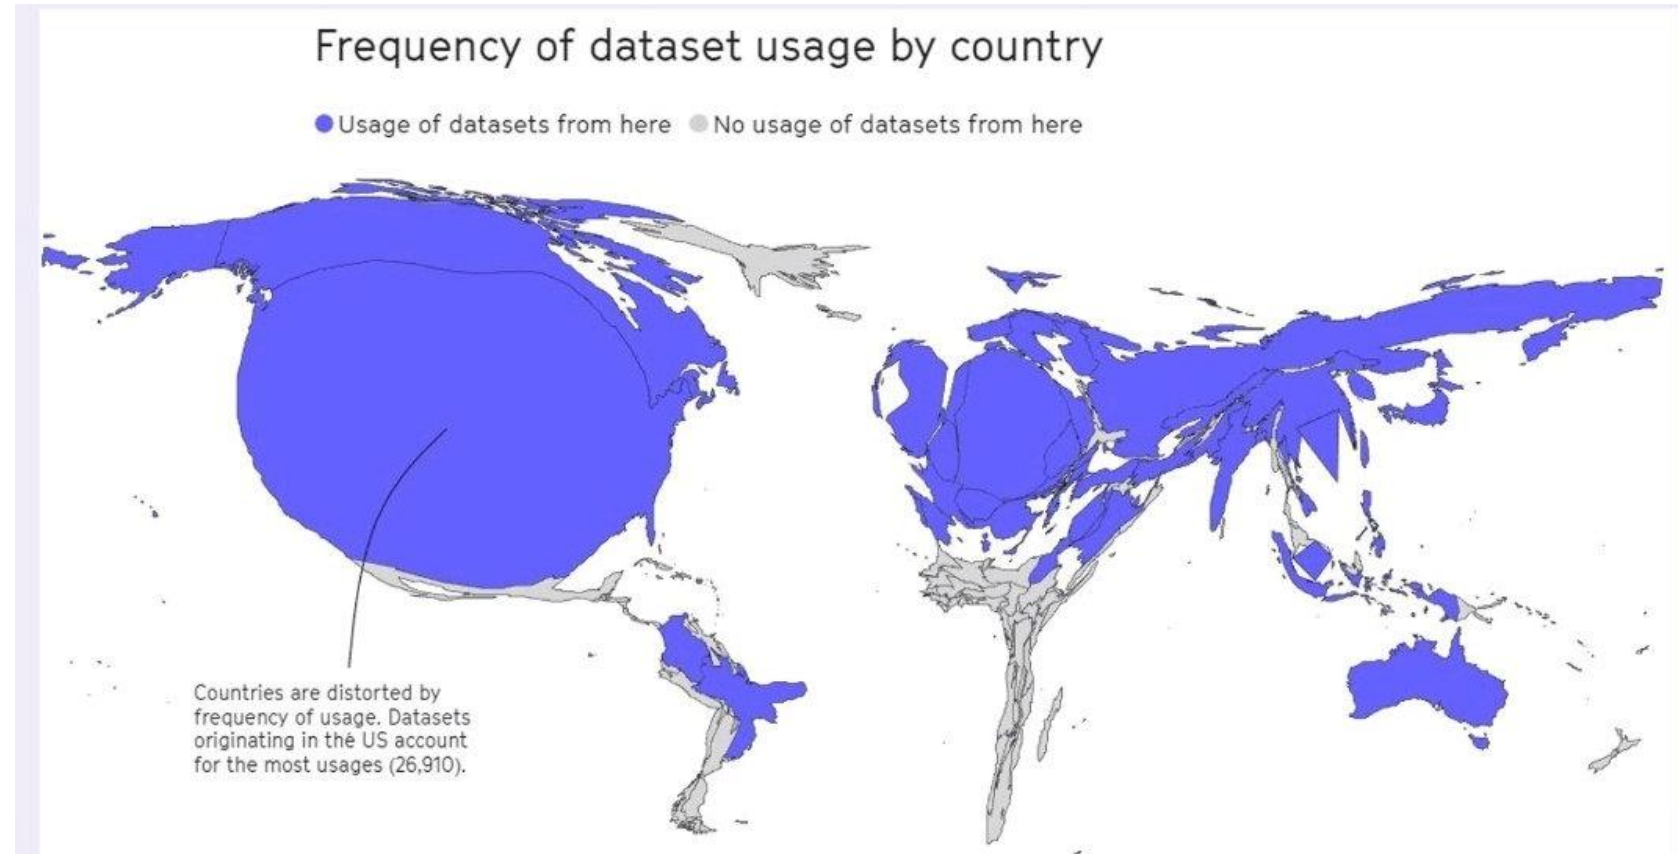 Frequency of dataset usage by country
Usage of datasets from here No usage of datasets from here
Countries are distorted by
frequency of usage. Datasets
originating in the US account
for the most usages (26,910).